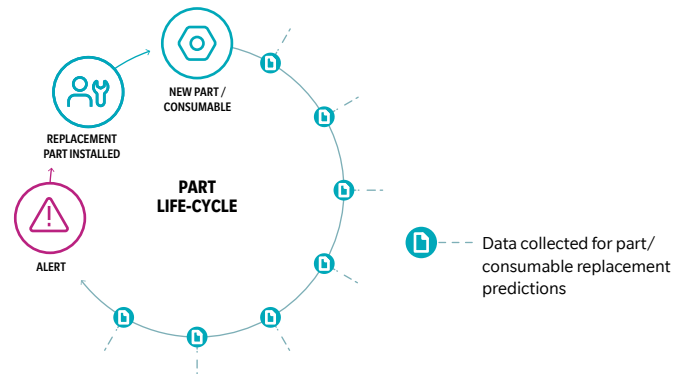 NEW PART /
CONSUMABLE
REPLACEMENT
PART INSTALLED
PART
LIFE-CYCLE
ALERT
Data collected for part/
consumable replacement
predictions